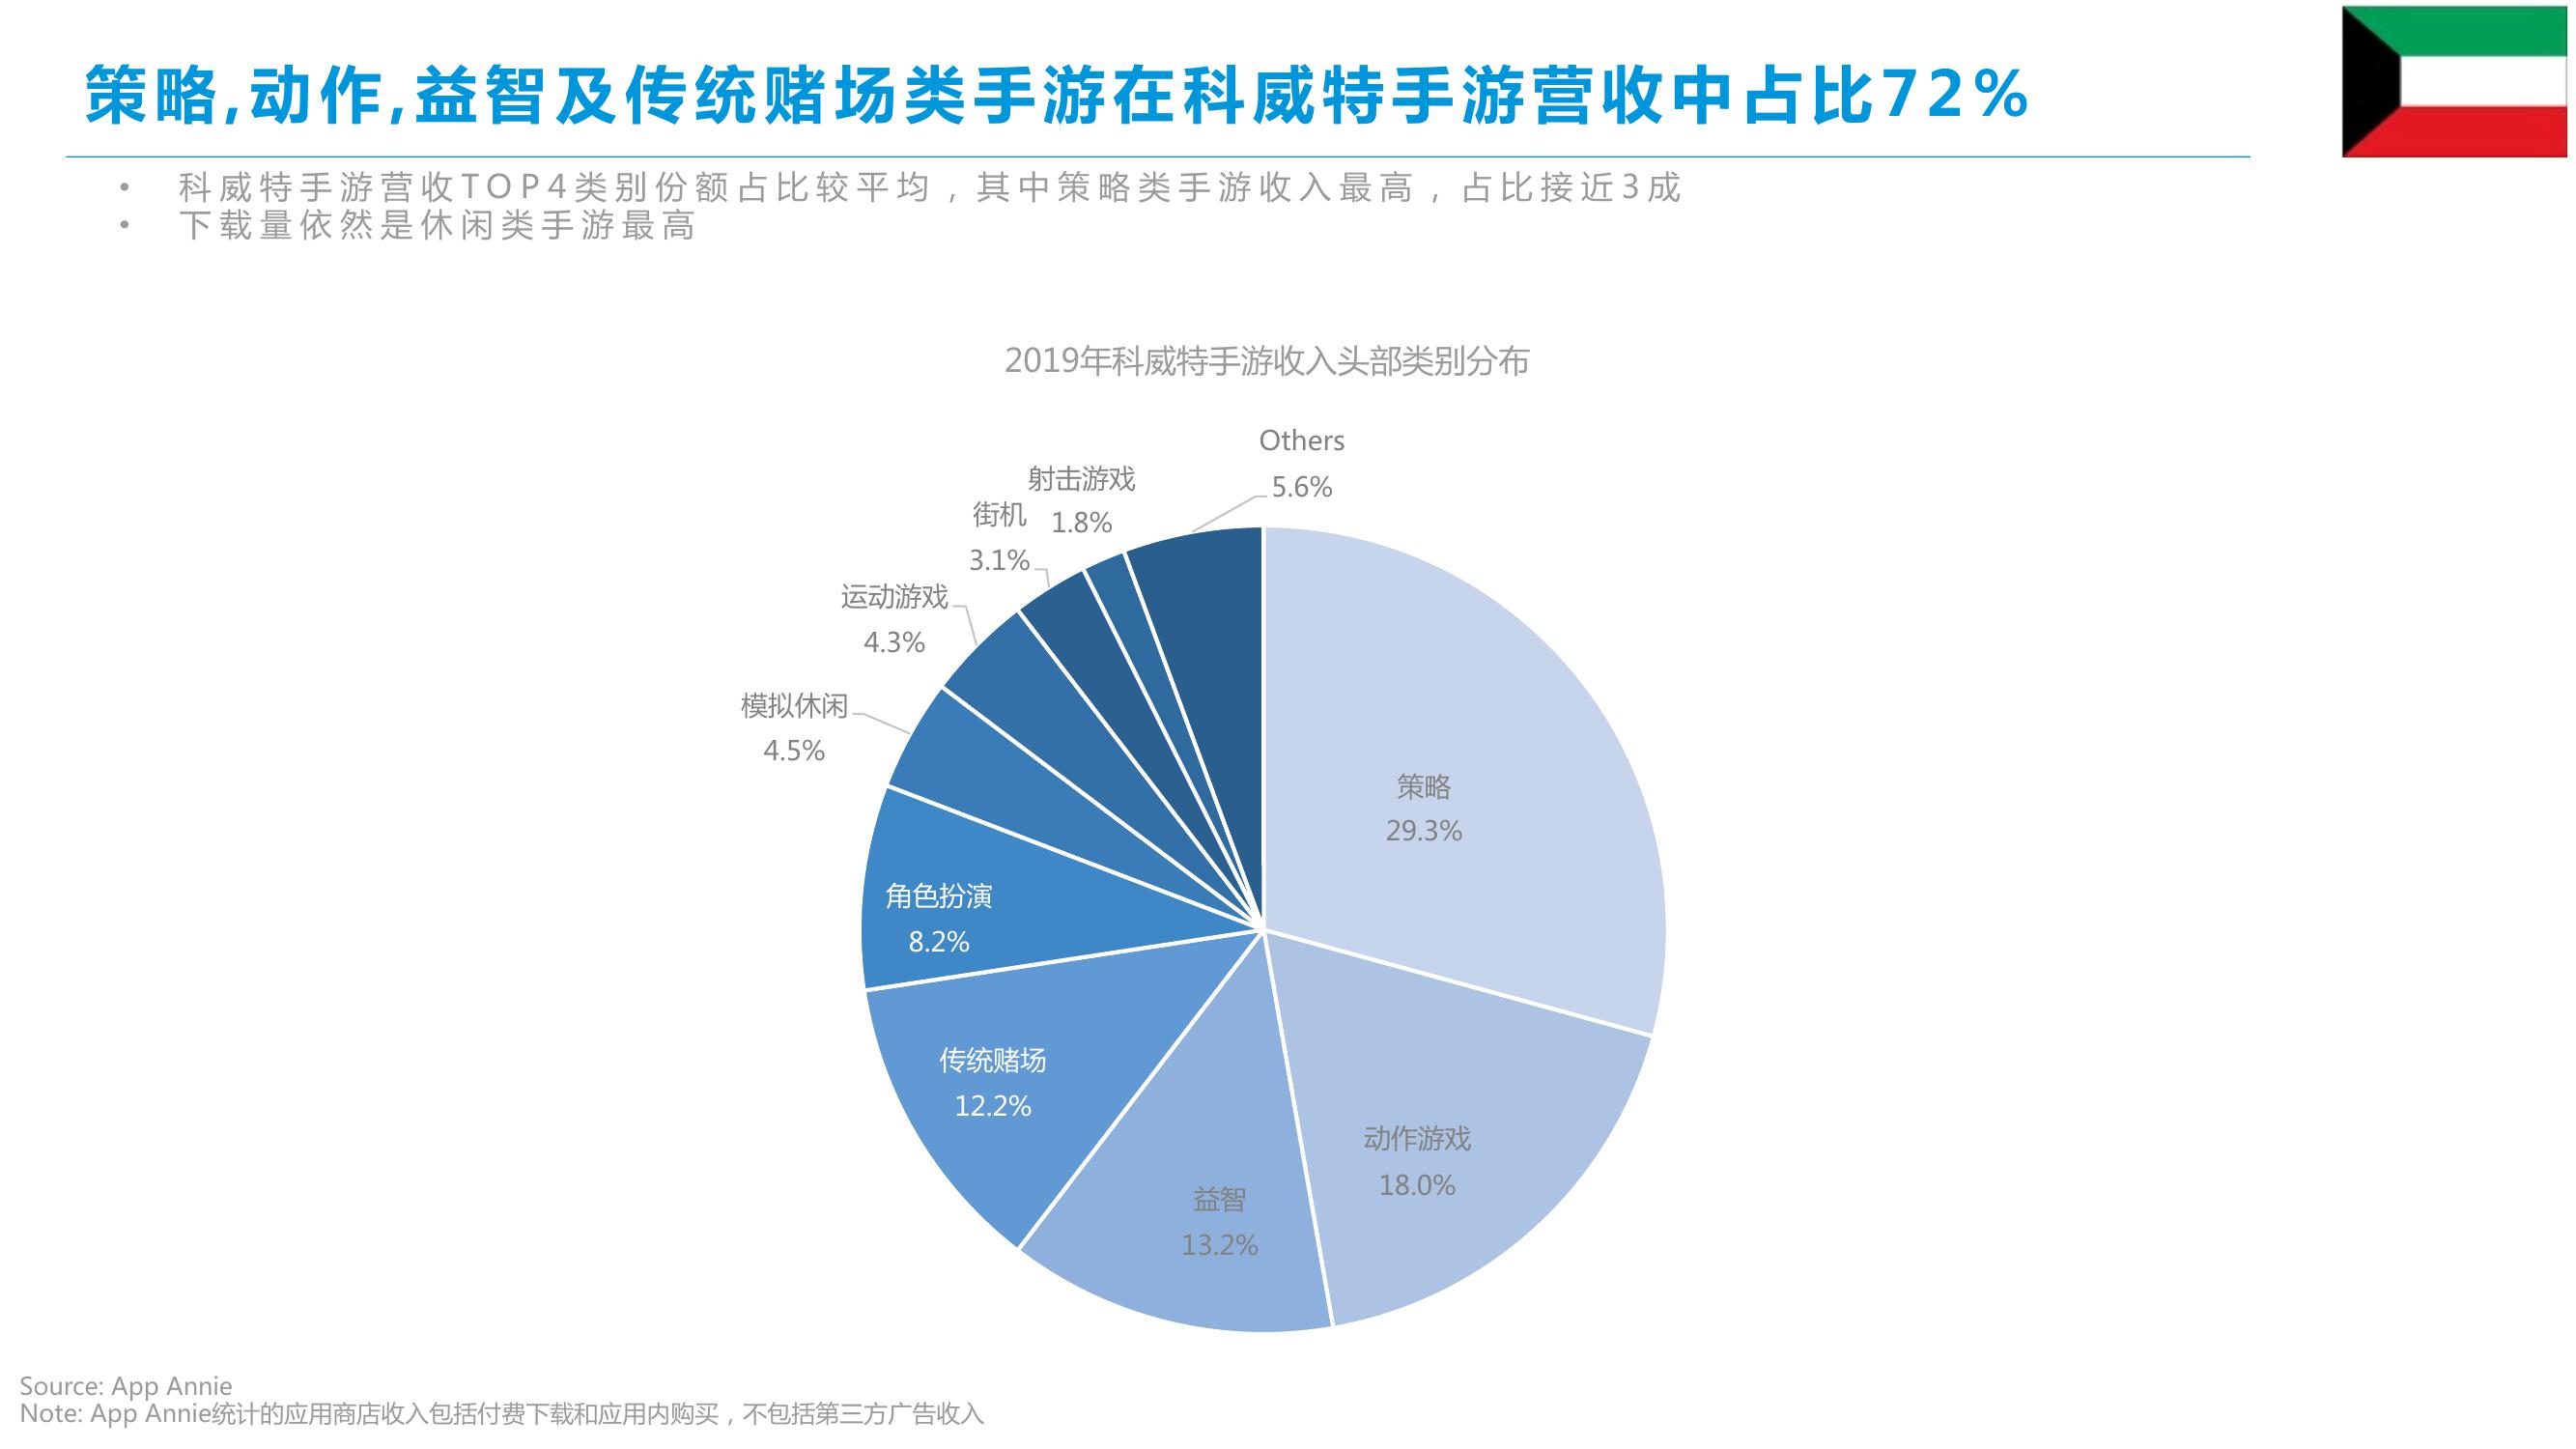 策略,动作,益智及传统赌场类手游在科威特手游营收中占比72%
• 科威特手游营收TOP4类别份额占比较平均，其中策略类手游收入最高，占比接近3成
• 下载量依然是休闲类手游最高
2019年科威特手游收入头部类别分布
Others
5.6%
射击游戏
1.8%
街机
3.1%
运动游戏
4.3%
模拟休闲
4.5%
策略
29.3%
角色扮演
8.2%
传统赌场
12.2%
动作游戏
18.0%
益智
13.2%
Source: App Annie
Note: App Annie统计的应用商店收入包括付费下载和应用内购买，不包括第三方广告收入